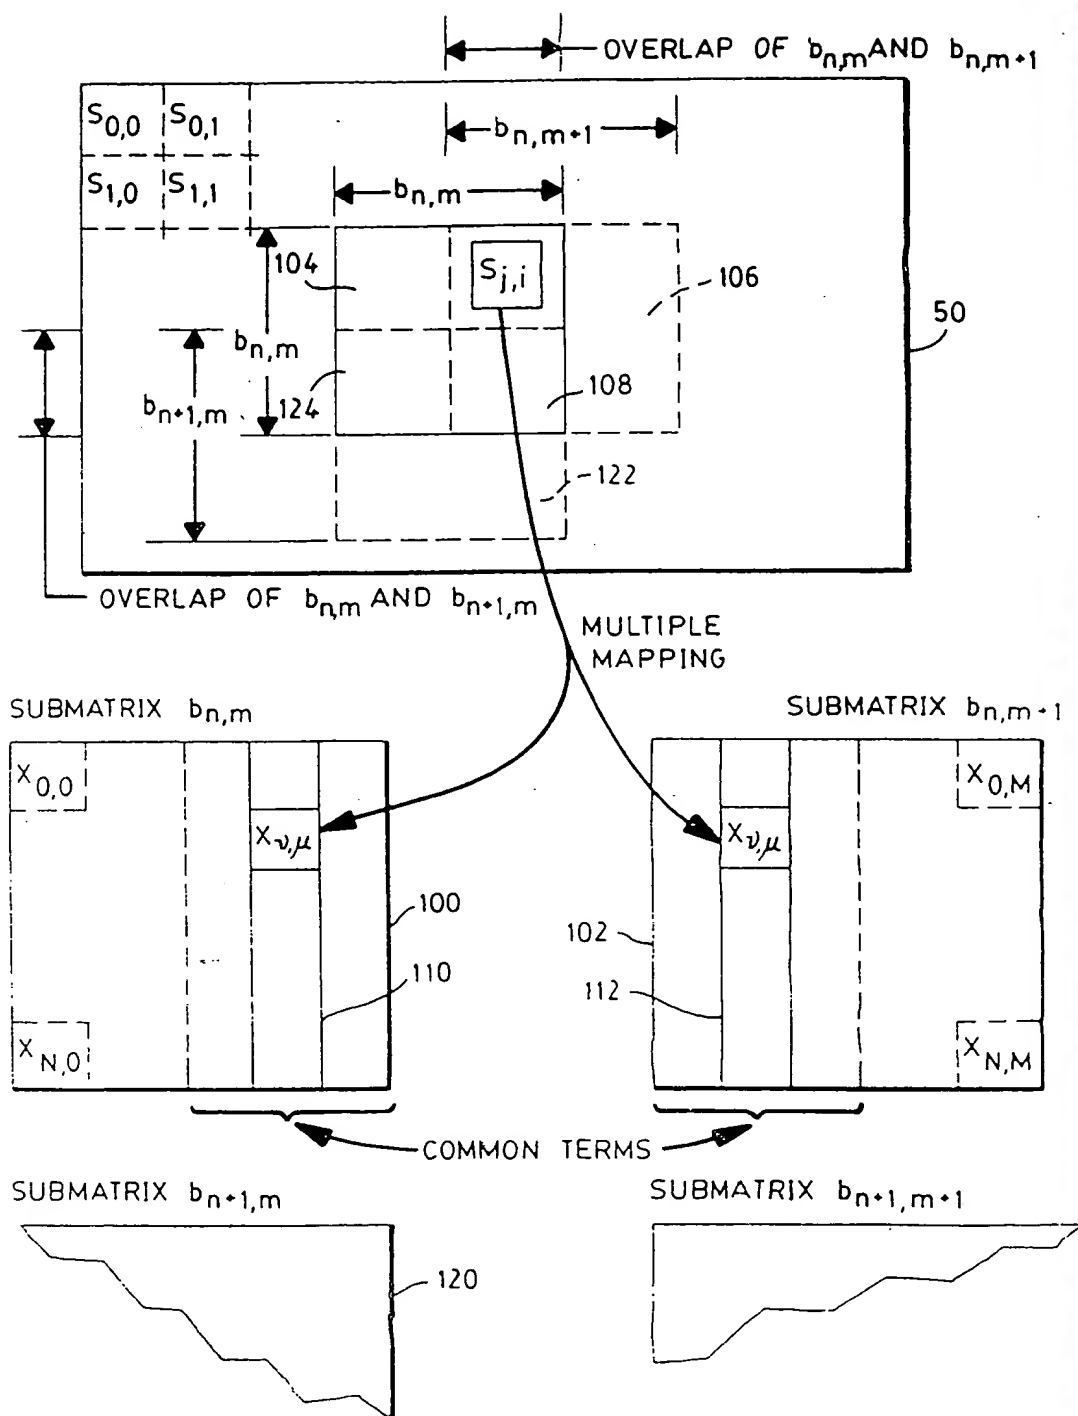 OVERLAP OF b_{n,m} AND b_{n,m+1}
S_{0,0} S_{0,1}
b_{n,m+1}
S_{1,0} S_{1,1}
b_{n,m}
104
S_{j,i}
106
50
b_{n,m}
108
124
b_{n+1,m}
122
OVERLAP OF b_{n,m} AND b_{n+1,m}
MULTIPLE
MAPPING
SUBMATRIX b_{n,m}
SUBMATRIX b_{n,m+1}
X_{0,0}
X_{0,M}
X_{ν,μ}
X_{ν,μ}
100
102
110
112
X_{N,0}
X_{N,M}
COMMON TERMS
SUBMATRIX b_{n+1,m}
SUBMATRIX b_{n+1,m+1}
120